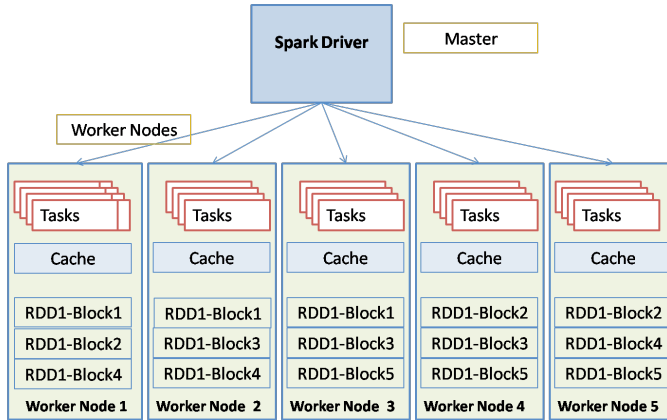 Spark Driver
Master
Worker Nodes
Tasks Tasks Tasks Tasks Tasks
Cache Cache Cache Cache Cache
RDD1-Block1 RDD1-Block1 RDD1-Block1 RDD1-Block2 RDD1-Block2
RDD1-Block2 RDD1-Block3 RDD1-Block3 RDD1-Block3 RDD1-Block4
RDD1-Block4 RDD1-Block4 RDD1-Block5 RDD1-Block5 RDD1-Block5
Worker Node 1 Worker Node 2 Worker Node 3 Worker Node 4 Worker Node 5